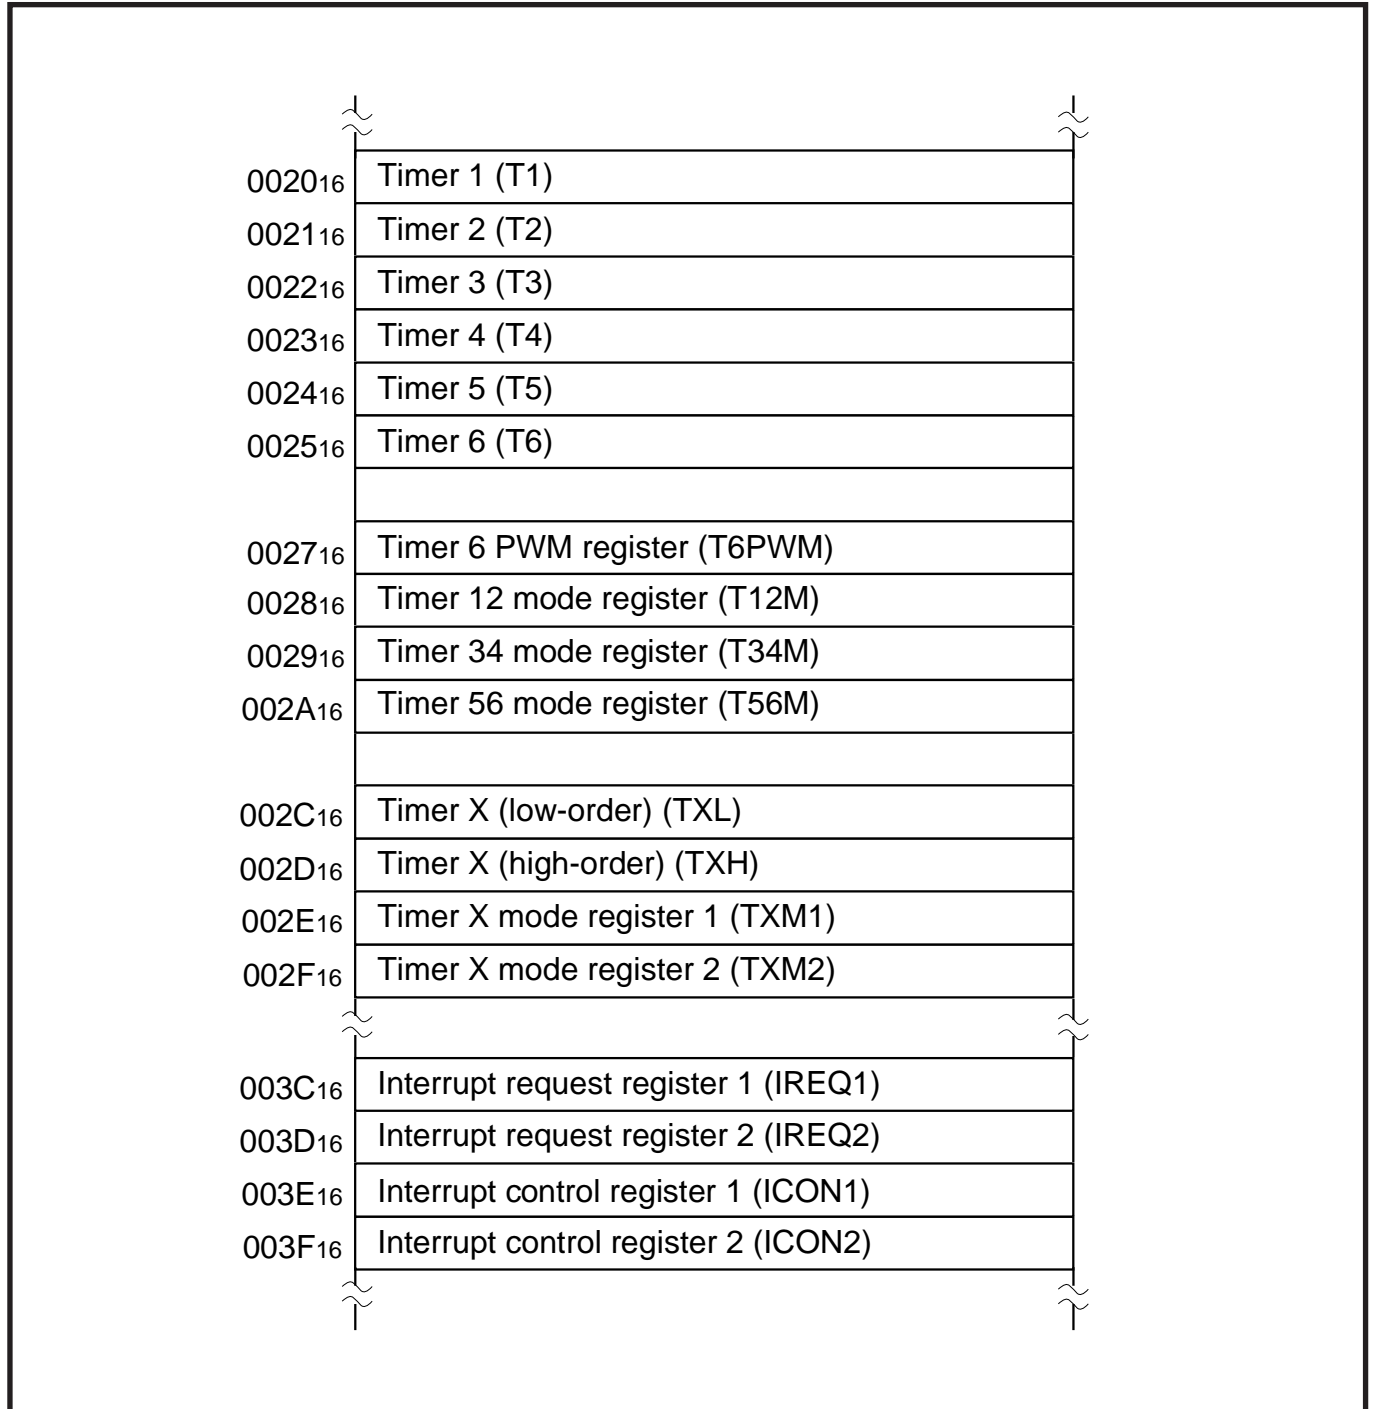 0020₁₆ Timer 1 (T1)
0021₁₆ Timer 2 (T2)
0022₁₆ Timer 3 (T3)
0023₁₆ Timer 4 (T4)
0024₁₆ Timer 5 (T5)
0025₁₆ Timer 6 (T6)
0027₁₆ Timer 6 PWM register (T6PWM)
0028₁₆ Timer 12 mode register (T12M)
0029₁₆ Timer 34 mode register (T34M)
002A₁₆ Timer 56 mode register (T56M)
002C₁₆ Timer X (low-order) (TXL)
002D₁₆ Timer X (high-order) (TXH)
002E₁₆ Timer X mode register 1 (TXM1)
002F₁₆ Timer X mode register 2 (TXM2)
003C₁₆ Interrupt request register 1 (IREQ1)
003D₁₆ Interrupt request register 2 (IREQ2)
003E₁₆ Interrupt control register 1 (ICON1)
003F₁₆ Interrupt control register 2 (ICON2)